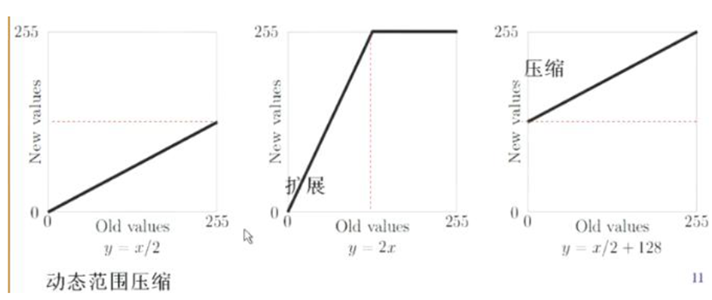 255
New values
0
0
255
Old values
y = x/2
255
New values
扩展
0
0
255
Old values
y = 2x
255
压缩
New values
0
0
255
Old values
y = x/2 + 128
动态范围压缩
11